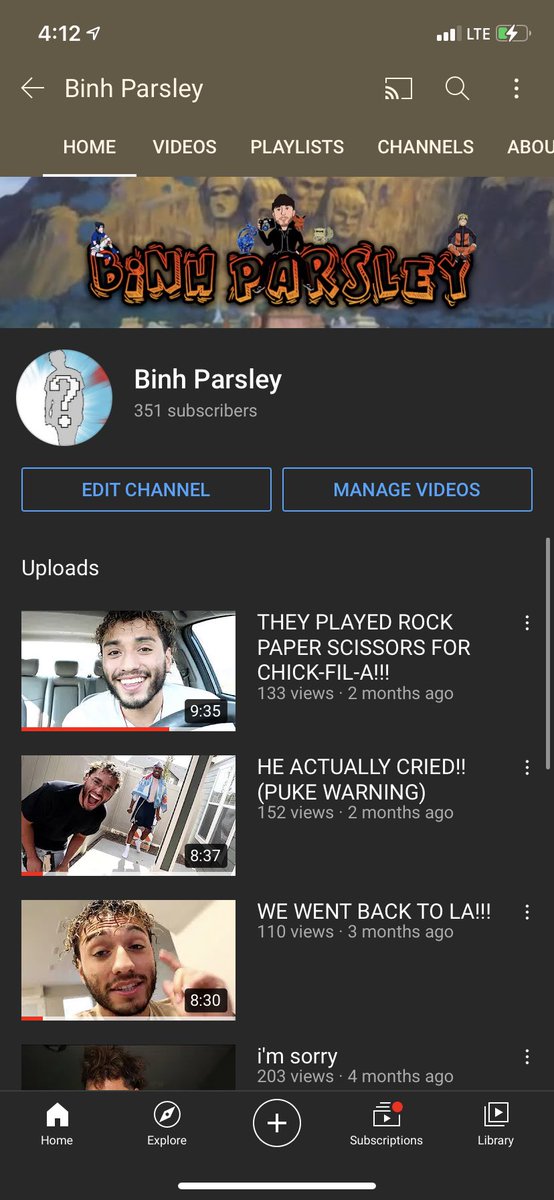 4:12
LTE
Binh Parsley
HOME VIDEOS PLAYLISTS CHANNELS ABOU
BiNH PARSLEY
?
Binh Parsley
351 subscribers
EDIT CHANNEL
MANAGE VIDEOS
Uploads
9:35
THEY PLAYED ROCK
PAPER SCISSORS FOR
CHICK-FIL-A!!!
133 views · 2 months ago
8:37
HE ACTUALLY CRIED!!
(PUKE WARNING)
152 views · 2 months ago
8:30
WE WENT BACK TO LA!!!
110 views · 3 months ago
i'm sorry
203 views · 4 months ago
Home
Explore
Subscriptions
Library